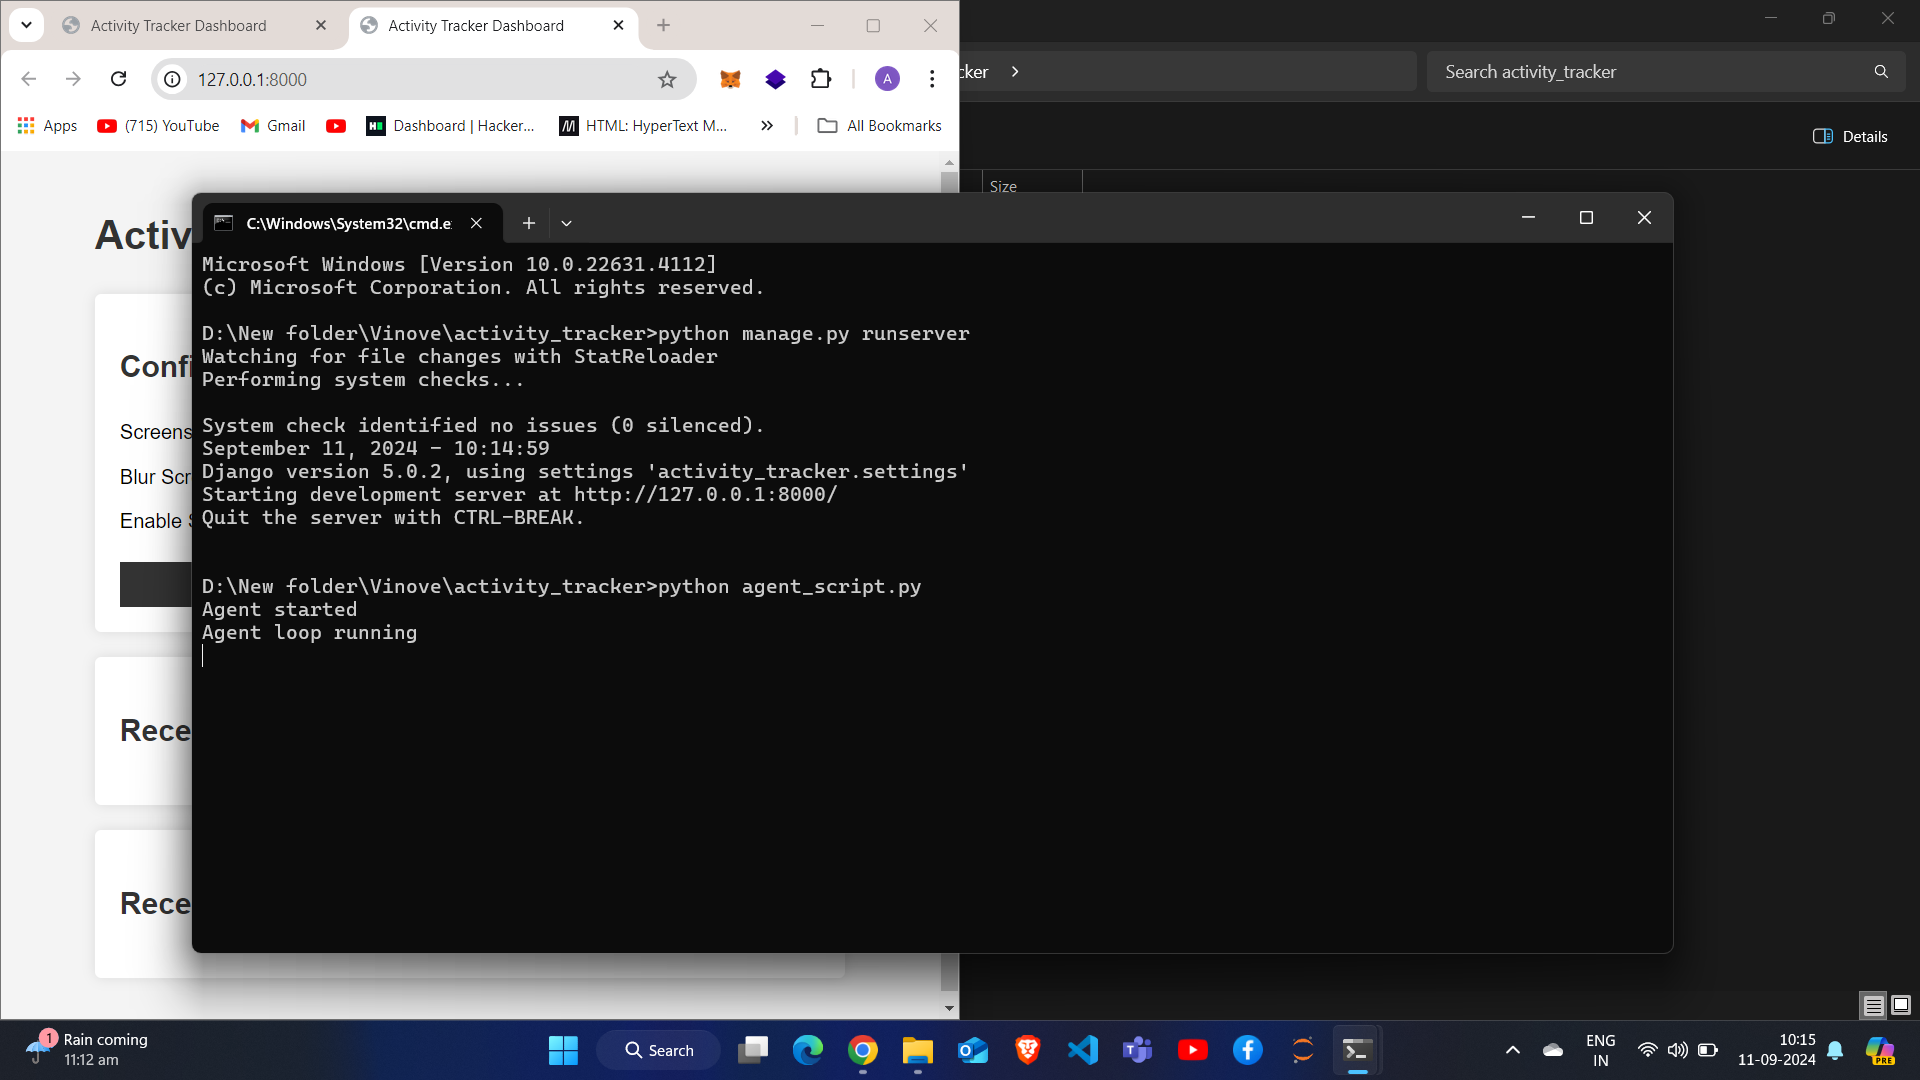 Activity Tracker Dashboard
Activity Tracker Dashboard
127.0.0.1:8000
A
Apps
(715) YouTube
Gmail
Dashboard | Hacker...
HTML: HyperText M...
All Bookmarks
cker
Search activity_tracker
Details
Size
Activ
Confi
Screens
Blur Scr
Enable S
Rece
Rece
C:\Windows\System32\cmd.e
Microsoft Windows [Version 10.0.22631.4112]
(c) Microsoft Corporation. All rights reserved.
D:\New folder\Vinove\activity_tracker>python manage.py runserver
Watching for file changes with StatReloader
Performing system checks...
System check identified no issues (0 silenced).
September 11, 2024 - 10:14:59
Django version 5.0.2, using settings 'activity_tracker.settings'
Starting development server at http://127.0.0.1:8000/
Quit the server with CTRL-BREAK.
D:\New folder\Vinove\activity_tracker>python agent_script.py
Agent started
Agent loop running
1
Rain coming
11:12 am
Search
ENG
IN
10:15
11-09-2024
PRE